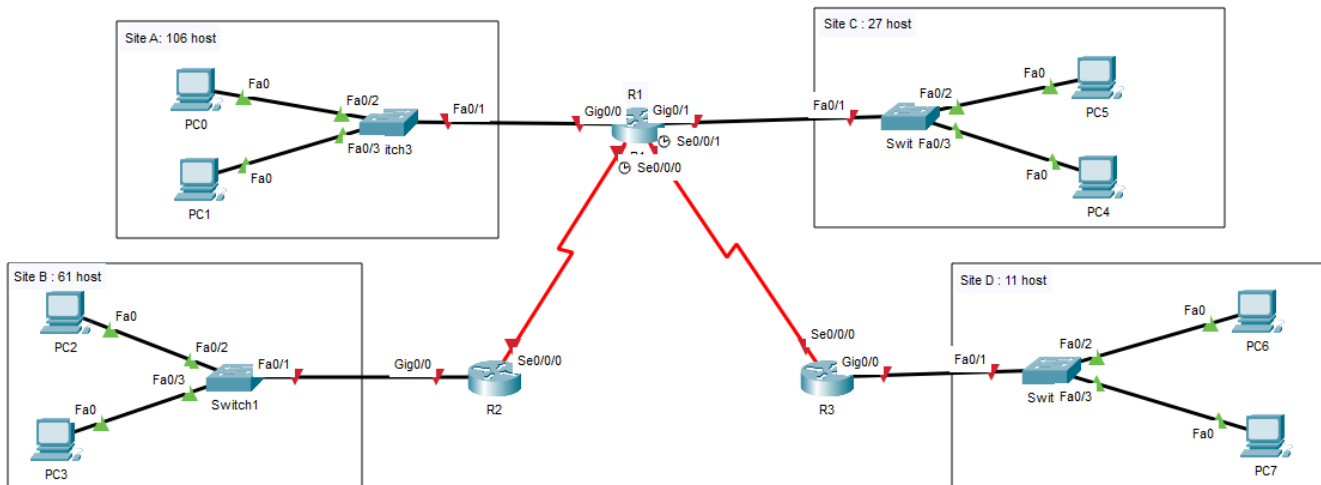 Site A: 106 host
Fa0
PC0
Fa0/2
Fa0/1
Fa0/3
itch3
Fa0
PC1
Gig0/0
R1
Gig0/1
Se0/0/1
Se0/0/0
Site C : 27 host
Fa0/1
Fa0/2
Fa0
PC5
Swit
Fa0/3
Fa0
PC4
Site B : 61 host
Fa0
PC2
Fa0/2
Fa0/1
Fa0/3
Switch1
Fa0
PC3
Gig0/0
Se0/0/0
R2
Se0/0/0
Gig0/0
R3
Site D : 11 host
Fa0/1
Fa0/2
Fa0
PC6
Swit
Fa0/3
Fa0
PC7